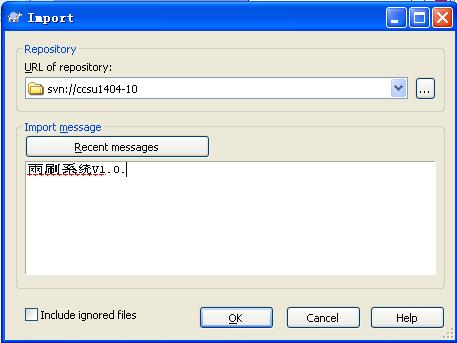 Import
Repository
URL of repository:
svn://ccsu1404-10
...
Import message
Recent messages
雨刷系统V1.0.
Include ignored files
OK
Cancel
Help